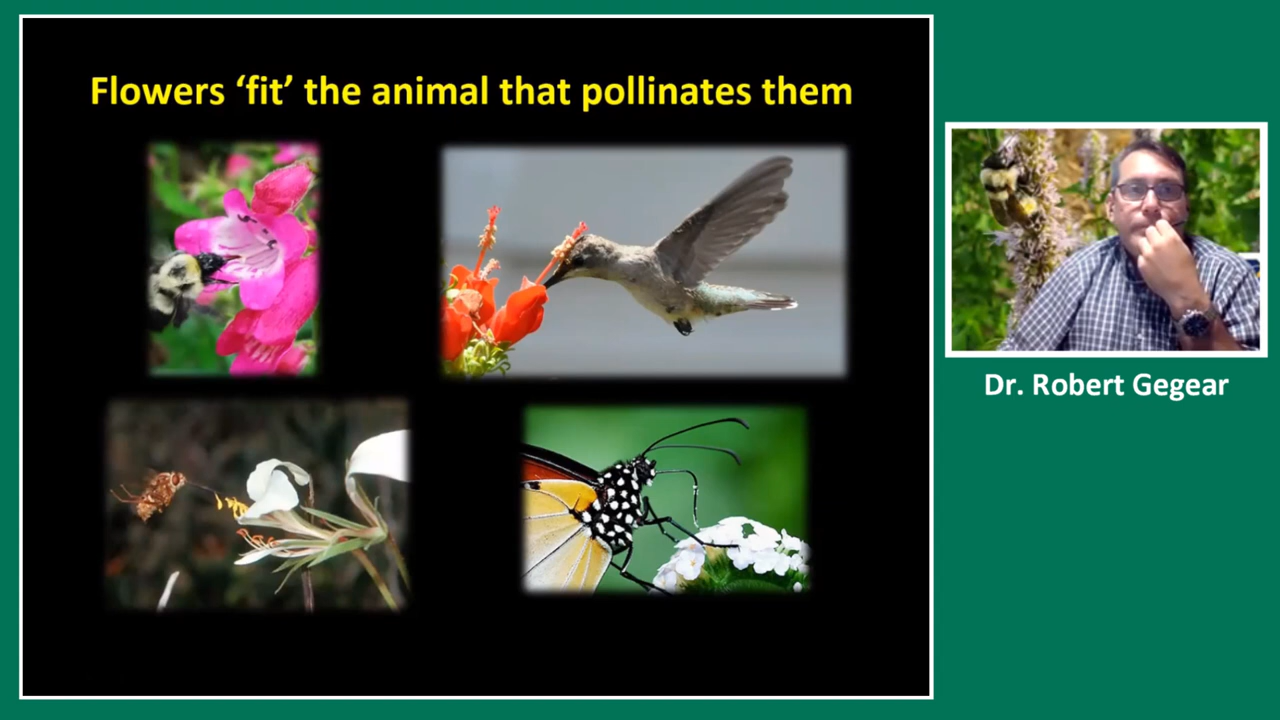 Flowers ‘fit’ the animal that pollinates them
Dr. Robert Gegear